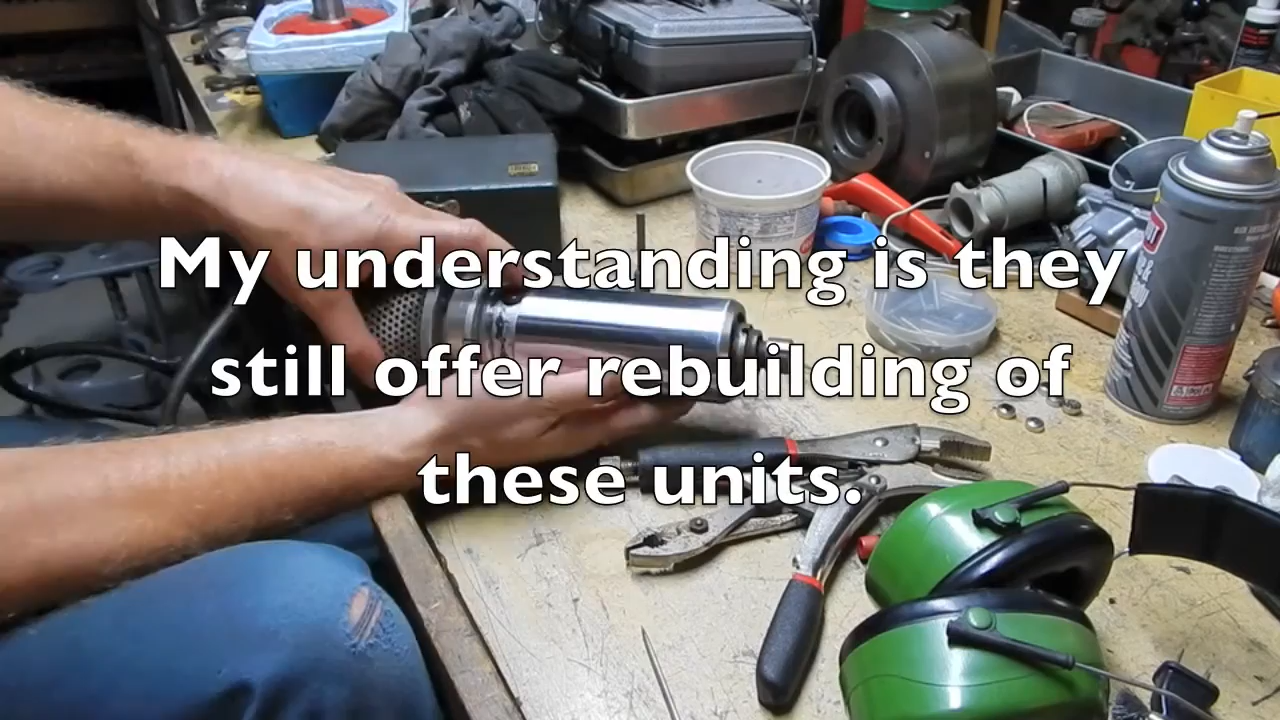 My understanding is they
still offer rebuilding of
these units.